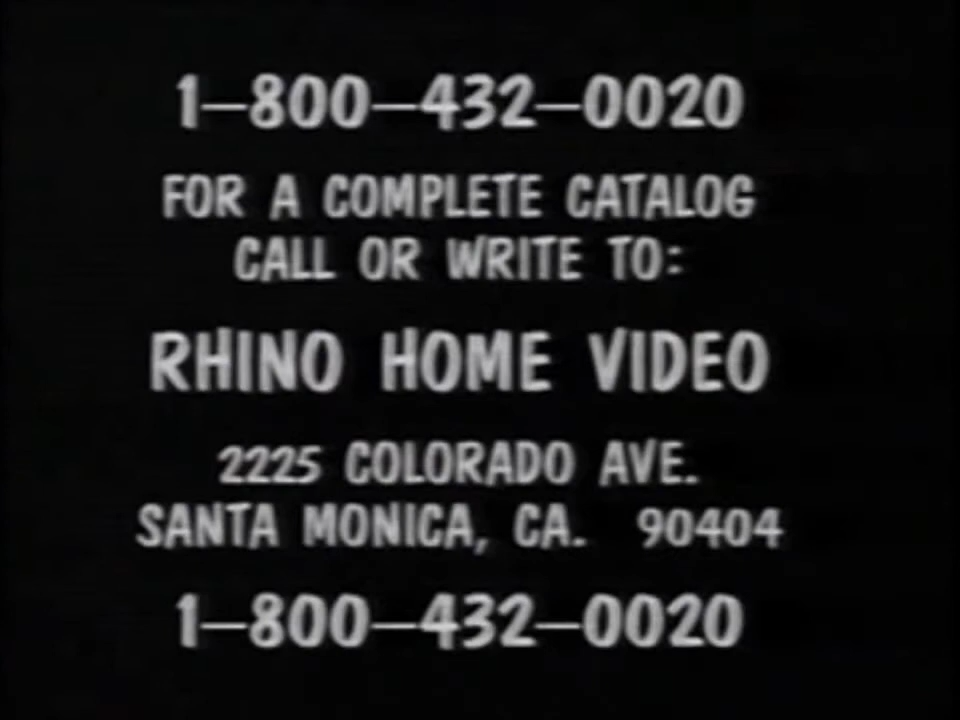 1-800-432-0020
FOR A COMPLETE CATALOG
CALL OR WRITE TO:
RHINO HOME VIDEO
2225 COLORADO AVE.
SANTA MONICA, CA. 90404
1-800-432-0020